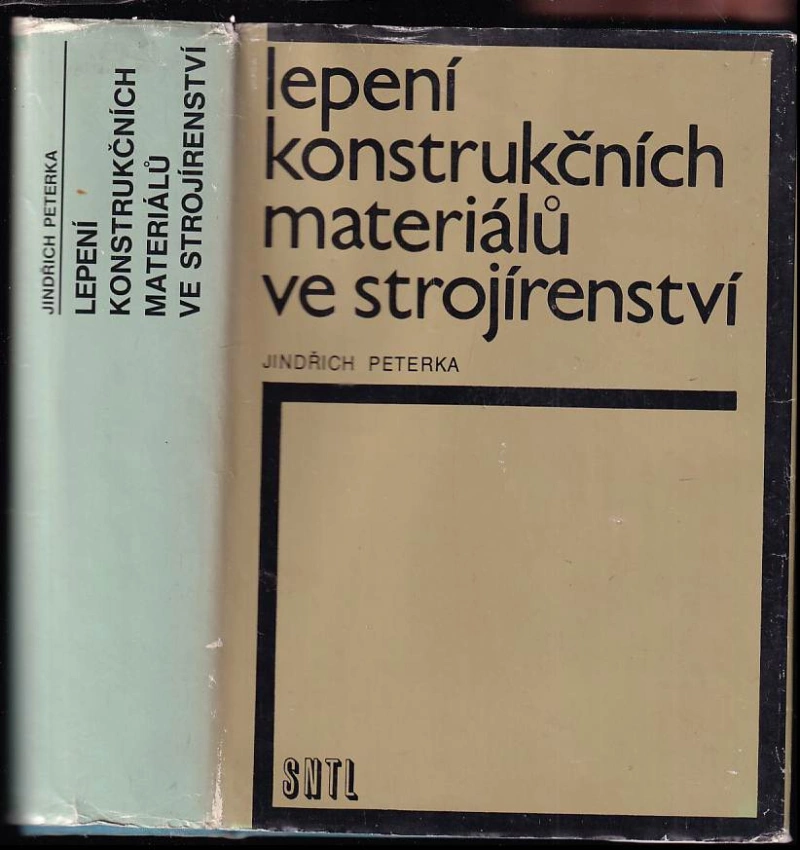 JINDŘICH PETERKA
LEPENÍ
KONSTRUKČNÍCH
MATERIÁLŮ
VE STROJÍRENSTVÍ
lepení
konstrukčních
materiálů
ve strojírenství
JINDŘICH PETERKA
SNTL